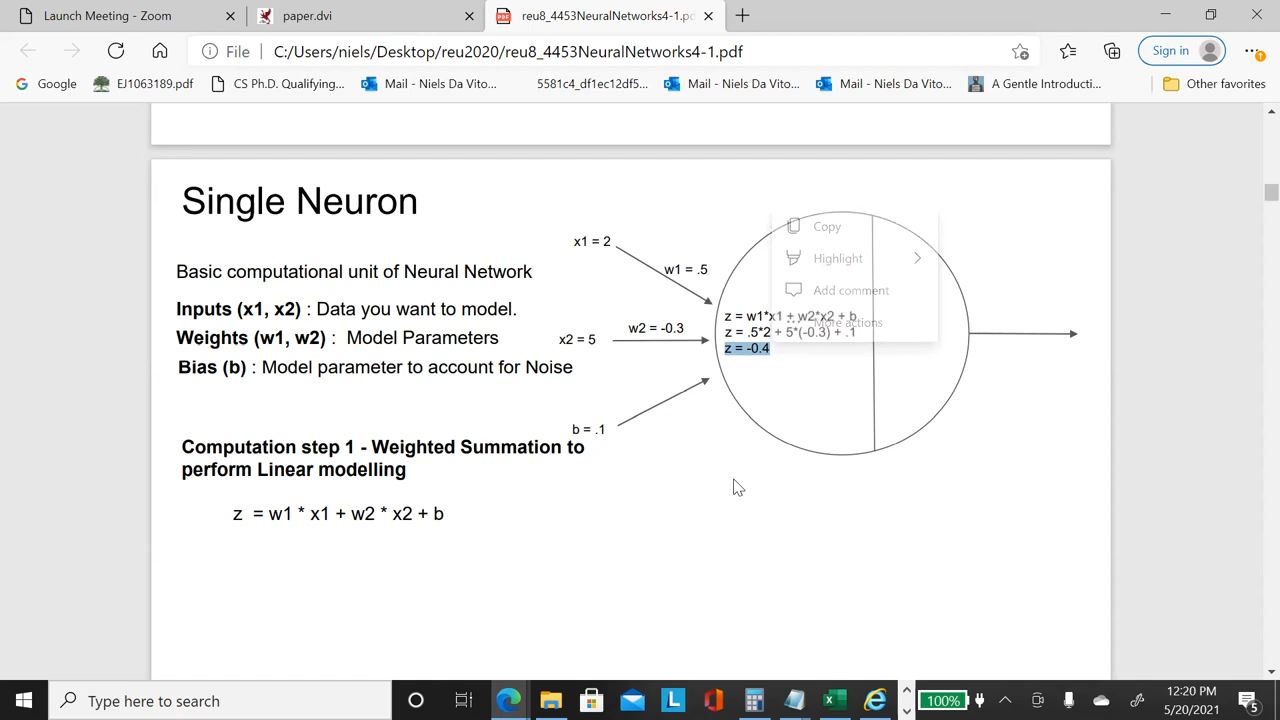 Launch Meeting - Zoom
paper.dvi
reu8_4453NeuralNetworks4-1.pd
File
C:/Users/niels/Desktop/reu2020/reu8_4453NeuralNetworks4-1.pdf
Sign in
Google
EJ1063189.pdf
CS Ph.D. Qualifying...
Mail - Niels Da Vito...
5581c4_df1ec12df5...
Mail - Niels Da Vito...
Mail - Niels Da Vito...
A Gentle Introducti...
Other favorites
Single Neuron
Basic computational unit of Neural Network
Inputs (x1, x2) : Data you want to model.
Weights (w1, w2) : Model Parameters
Bias (b) : Model parameter to account for Noise
Computation step 1 - Weighted Summation to
perform Linear modelling
z = w1 * x1 + w2 * x2 + b
x1 = 2
w1 = .5
w2 = -0.3
x2 = 5
b = .1
z = w1*x1 + w2*x2 + b
z = .5*2 + 5*(-0.3) + .1
z = -0.4
Copy
Highlight
Add comment
More actions
Type here to search
100%
12:20 PM
5/20/2021
5